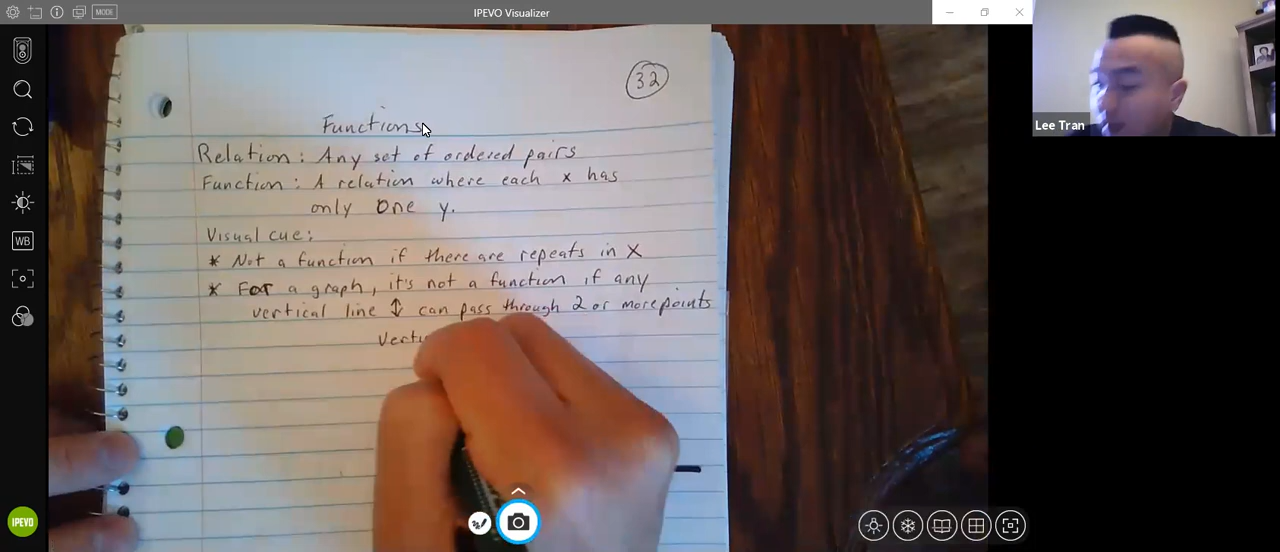 MODE
IPEVO Visualizer
WB
IPEVO
Lee Tran
32
Functions
Relation: Any set of ordered pairs
Function: A relation where each x has
only one y.
Visual cue:
* Not a function if there are repeats in X
* For a graph, it's not a function if any
vertical line ↕ can pass through 2 or more points